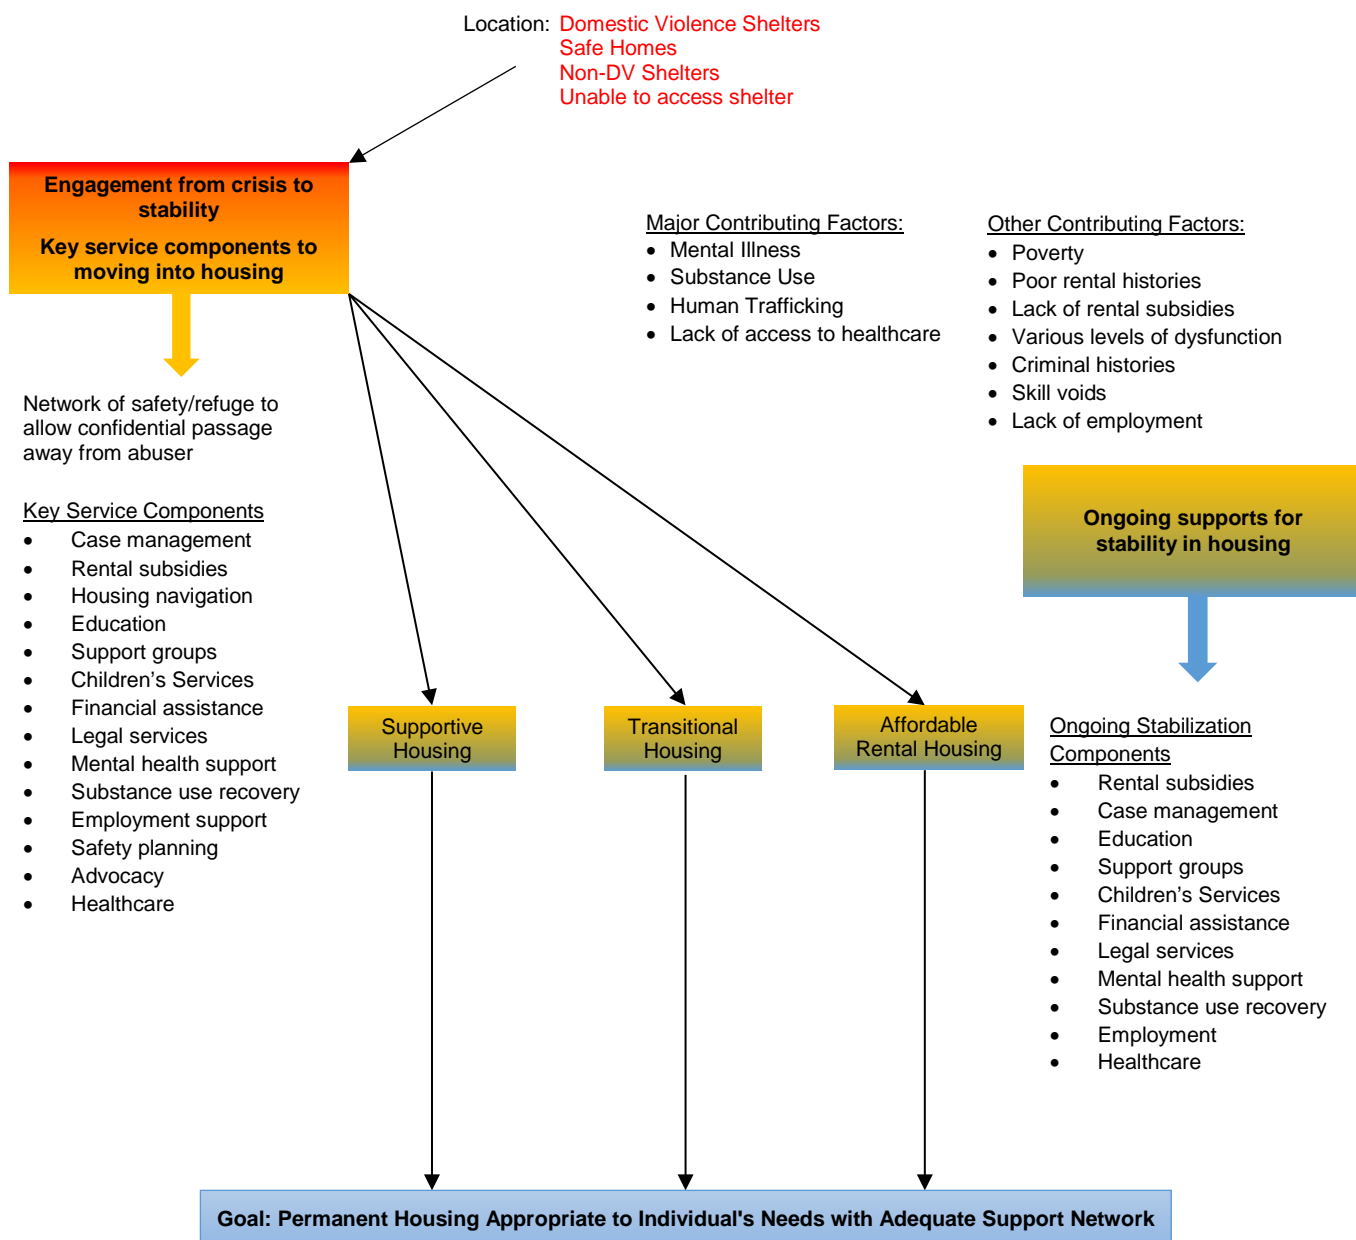 Location: Domestic Violence Shelters
Safe Homes
Non-DV Shelters
Unable to access shelter
Engagement from crisis to
stability
Key service components to
moving into housing
Network of safety/refuge to
allow confidential passage
away from abuser
Key Service Components
• Case management
• Rental subsidies
• Housing navigation
• Education
• Support groups
• Children's Services
• Financial assistance
• Legal services
• Mental health support
• Substance use recovery
• Employment support
• Safety planning
• Advocacy
• Healthcare
Major Contributing Factors:
• Mental Illness
• Substance Use
• Human Trafficking
• Lack of access to healthcare
Other Contributing Factors:
• Poverty
• Poor rental histories
• Lack of rental subsidies
• Various levels of dysfunction
• Criminal histories
• Skill voids
• Lack of employment
Supportive
Housing
Transitional
Housing
Affordable
Rental Housing
Ongoing supports for
stability in housing
Ongoing Stabilization
Components
• Rental subsidies
• Case management
• Education
• Support groups
• Children's Services
• Financial assistance
• Legal services
• Mental health support
• Substance use recovery
• Employment
• Healthcare
Goal: Permanent Housing Appropriate to Individual's Needs with Adequate Support Network